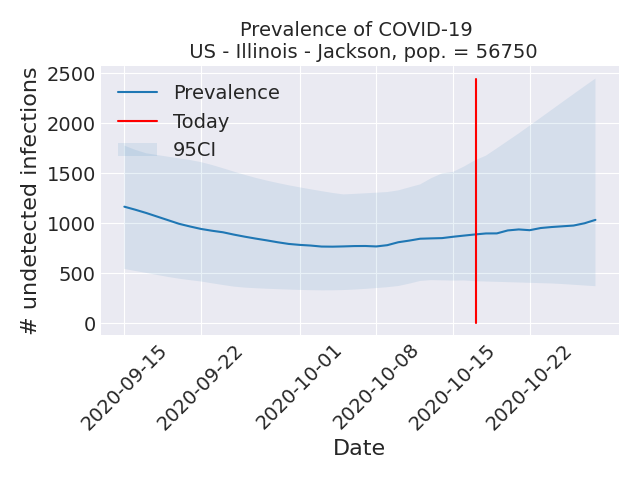 Prevalence of COVID-19
US - Illinois - Jackson, pop. = 56750
# undetected infections
2500
2000
1500
1000
500
0
Prevalence
Today
95CI
2020-09-15
2020-09-22
2020-10-01
2020-10-08
2020-10-15
2020-10-22
Date